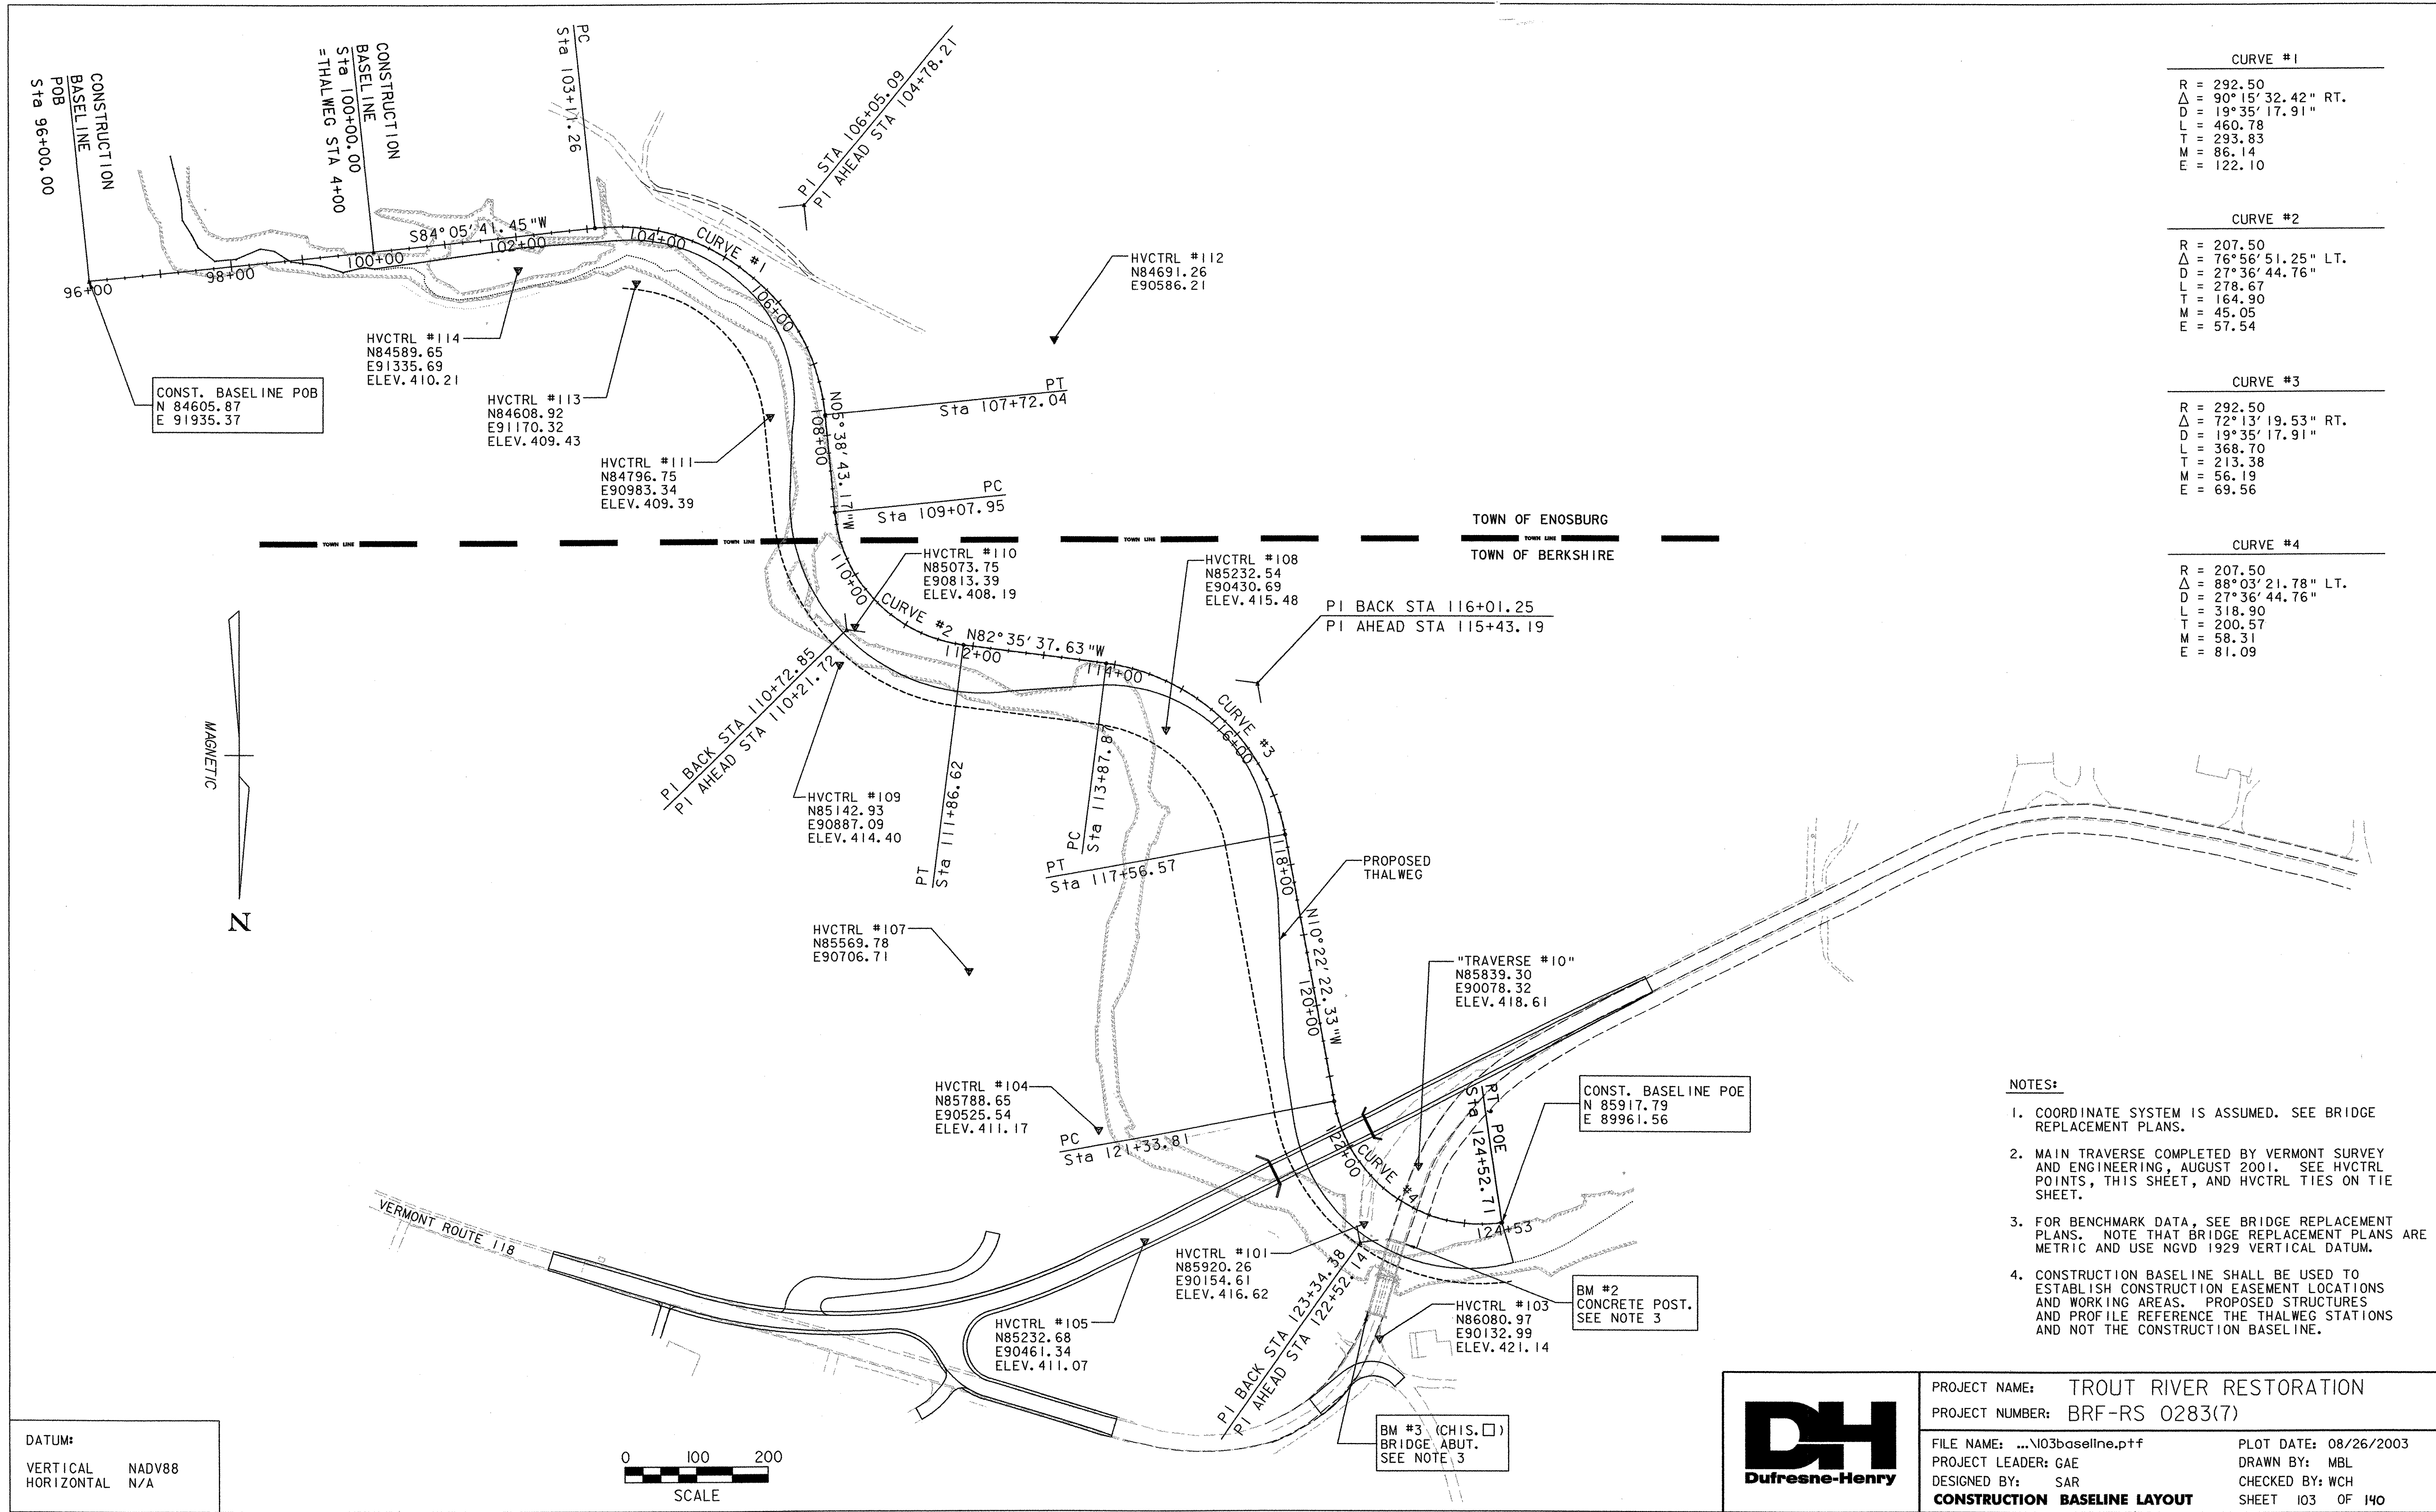 CONSTRUCTION
BASELINE
POB
Sta 96+00.00
CONSTRUCTION
BASELINE
Sta 100+00.00
=THALWEG STA 4+00
PC
Sta 103+11.26
PI STA 106+05.09
PI AHEAD STA 104+78.21
S84°05'41.45"W
96+00
98+00
100+00
102+00
104+00
CURVE #1
106+00
HVCTRL #112
N84691.26
E90586.21
HVCTRL #114
N84589.65
E91335.69
ELEV.410.21
CONST. BASELINE POB
N 84605.87
E 91935.37
HVCTRL #113
N84608.92
E91170.32
ELEV.409.43
PT
Sta 107+72.04
N05°38'43.17"W
108+00
HVCTRL #111
N84796.75
E90983.34
ELEV.409.39
PC
Sta 109+07.95
TOWN OF ENOSBURG
TOWN LINE
TOWN LINE
TOWN LINE
TOWN LINE
TOWN OF BERKSHIRE
HVCTRL #110
N85073.75
E90813.39
ELEV.408.19
HVCTRL #108
N85232.54
E90430.69
ELEV.415.48
110+00
CURVE #2
N82°35'37.63"W
112+00
114+00
PI BACK STA 116+01.25
PI AHEAD STA 115+43.19
CURVE #3
116+00
PI BACK STA 110+72.85
PI AHEAD STA 110+21.72
MAGNETIC
N
HVCTRL #109
N85142.93
E90887.09
ELEV.414.40
PT
Sta 111+86.62
PC
Sta 113+87.87
PT
Sta 117+56.57
118+00
PROPOSED
THALWEG
HVCTRL #107
N85569.78
E90706.71
N10°22'22.33"W
120+00
"TRAVERSE #10"
N85839.30
E90078.32
ELEV.418.61
HVCTRL #104
N85788.65
E90525.54
ELEV.411.17
PC
Sta 121+33.81
122+00
CURVE #4
RT, POE
Sta 124+52.71
124+53
CONST. BASELINE POE
N 85917.79
E 89961.56
VERMONT ROUTE 118
HVCTRL #101
N85920.26
E90154.61
ELEV.416.62
HVCTRL #105
N85232.68
E90461.34
ELEV.411.07
PI BACK STA 123+34.38
PI AHEAD STA 122+52.14
HVCTRL #103
N86080.97
E90132.99
ELEV.421.14
BM #2
CONCRETE POST.
SEE NOTE 3
BM #3 (CHIS.□)
BRIDGE ABUT.
SEE NOTE 3
DATUM:
VERTICAL NADV88
HORIZONTAL N/A
0 100 200
SCALE
CURVE #1
R = 292.50
Δ = 90°15'32.42" RT.
D = 19°35'17.91"
L = 460.78
T = 293.83
M = 86.14
E = 122.10
CURVE #2
R = 207.50
Δ = 76°56'51.25" LT.
D = 27°36'44.76"
L = 278.67
T = 164.90
M = 45.05
E = 57.54
CURVE #3
R = 292.50
Δ = 72°13'19.53" RT.
D = 19°35'17.91"
L = 368.70
T = 213.38
M = 56.19
E = 69.56
CURVE #4
R = 207.50
Δ = 88°03'21.78" LT.
D = 27°36'44.76"
L = 318.90
T = 200.57
M = 58.31
E = 81.09
NOTES:
1. COORDINATE SYSTEM IS ASSUMED. SEE BRIDGE
REPLACEMENT PLANS.
2. MAIN TRAVERSE COMPLETED BY VERMONT SURVEY
AND ENGINEERING, AUGUST 2001. SEE HVCTRL
POINTS, THIS SHEET, AND HVCTRL TIES ON TIE
SHEET.
3. FOR BENCHMARK DATA, SEE BRIDGE REPLACEMENT
PLANS. NOTE THAT BRIDGE REPLACEMENT PLANS ARE
METRIC AND USE NGVD 1929 VERTICAL DATUM.
4. CONSTRUCTION BASELINE SHALL BE USED TO
ESTABLISH CONSTRUCTION EASEMENT LOCATIONS
AND WORKING AREAS. PROPOSED STRUCTURES
AND PROFILE REFERENCE THE THALWEG STATIONS
AND NOT THE CONSTRUCTION BASELINE.
DH
Dufresne-Henry
PROJECT NAME: TROUT RIVER RESTORATION
PROJECT NUMBER: BRF-RS 0283(7)
FILE NAME: ...\103baseline.ptf PLOT DATE: 08/26/2003
PROJECT LEADER: GAE DRAWN BY: MBL
DESIGNED BY: SAR CHECKED BY: WCH
CONSTRUCTION BASELINE LAYOUT SHEET 103 OF 140